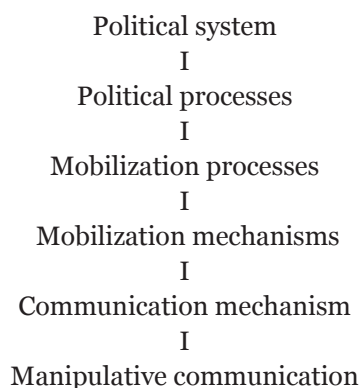 Political system
I
Political processes
I
Mobilization processes
I
Mobilization mechanisms
I
Communication mechanism
I
Manipulative communication